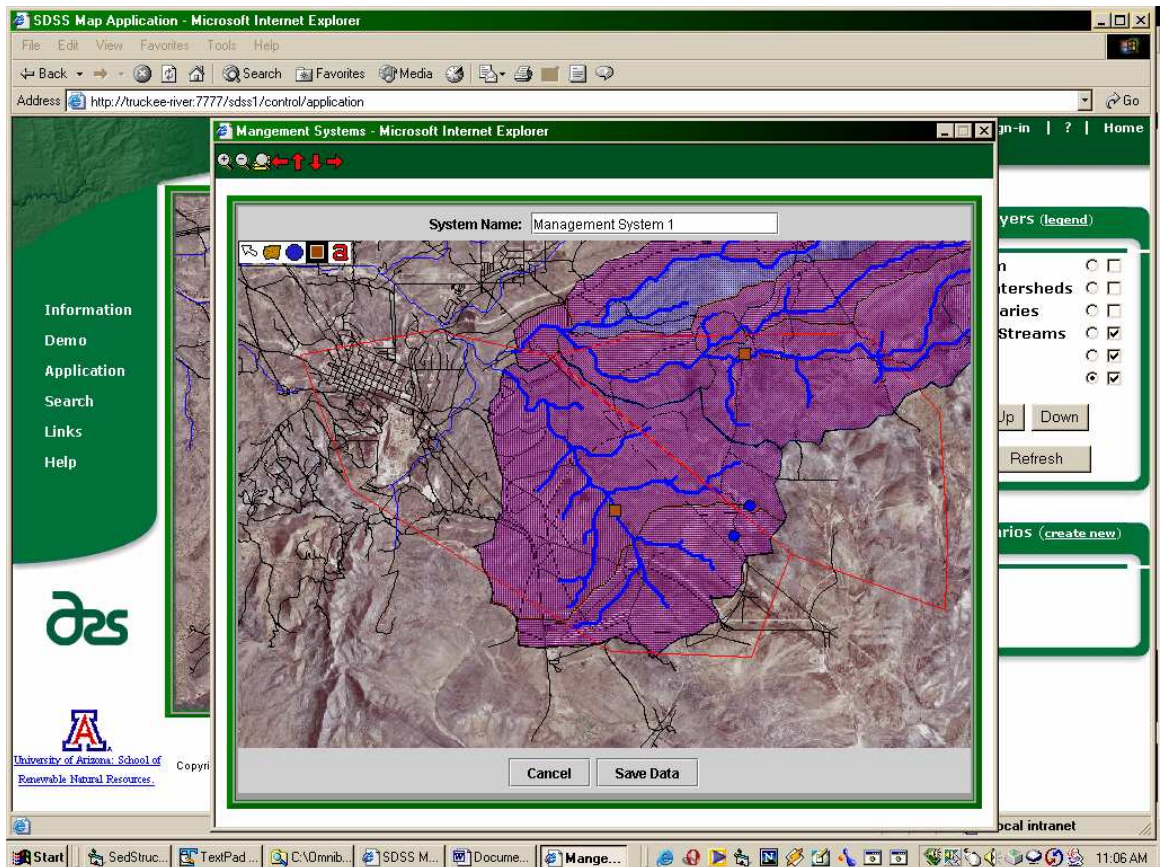 SDSS Map Application - Microsoft Internet Explorer
File Edit View Favorites Tools Help
Back Search Favorites Media
Address http://truckee-river:7777/sdss1/control/application Go
Mangement Systems - Microsoft Internet Explorer
gn-in | ? | Home
System Name: Management System 1
a
yers (legend)
n
tersheds
aries
Streams
Information
Demo
Application
Search
Links
Help
Up Down
Refresh
rios (create new)
a2s
A
University of Arizona: School of
Renewable Natural Resources.
Copyri
Cancel Save Data
ocal intranet
Start SedStruc... TextPad ... C:\Omnib... SDSS M... Docume... Mange... 11:06 AM